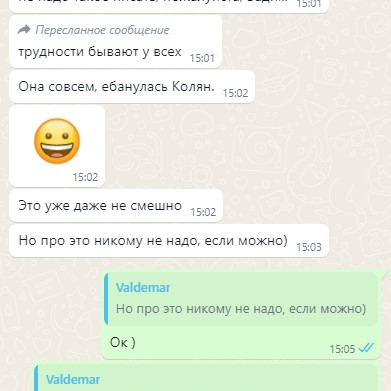 15:01
Пересланное сообщение
трудности бывают у всех 15:01
Она совсем, ебанулась Колян. 15:02
15:02
Это уже даже не смешно 15:02
Но про это никому не надо, если можно) 15:03
Valdemar
Но про это никому не надо, если можно)
Ок ) 15:05
Valdemar